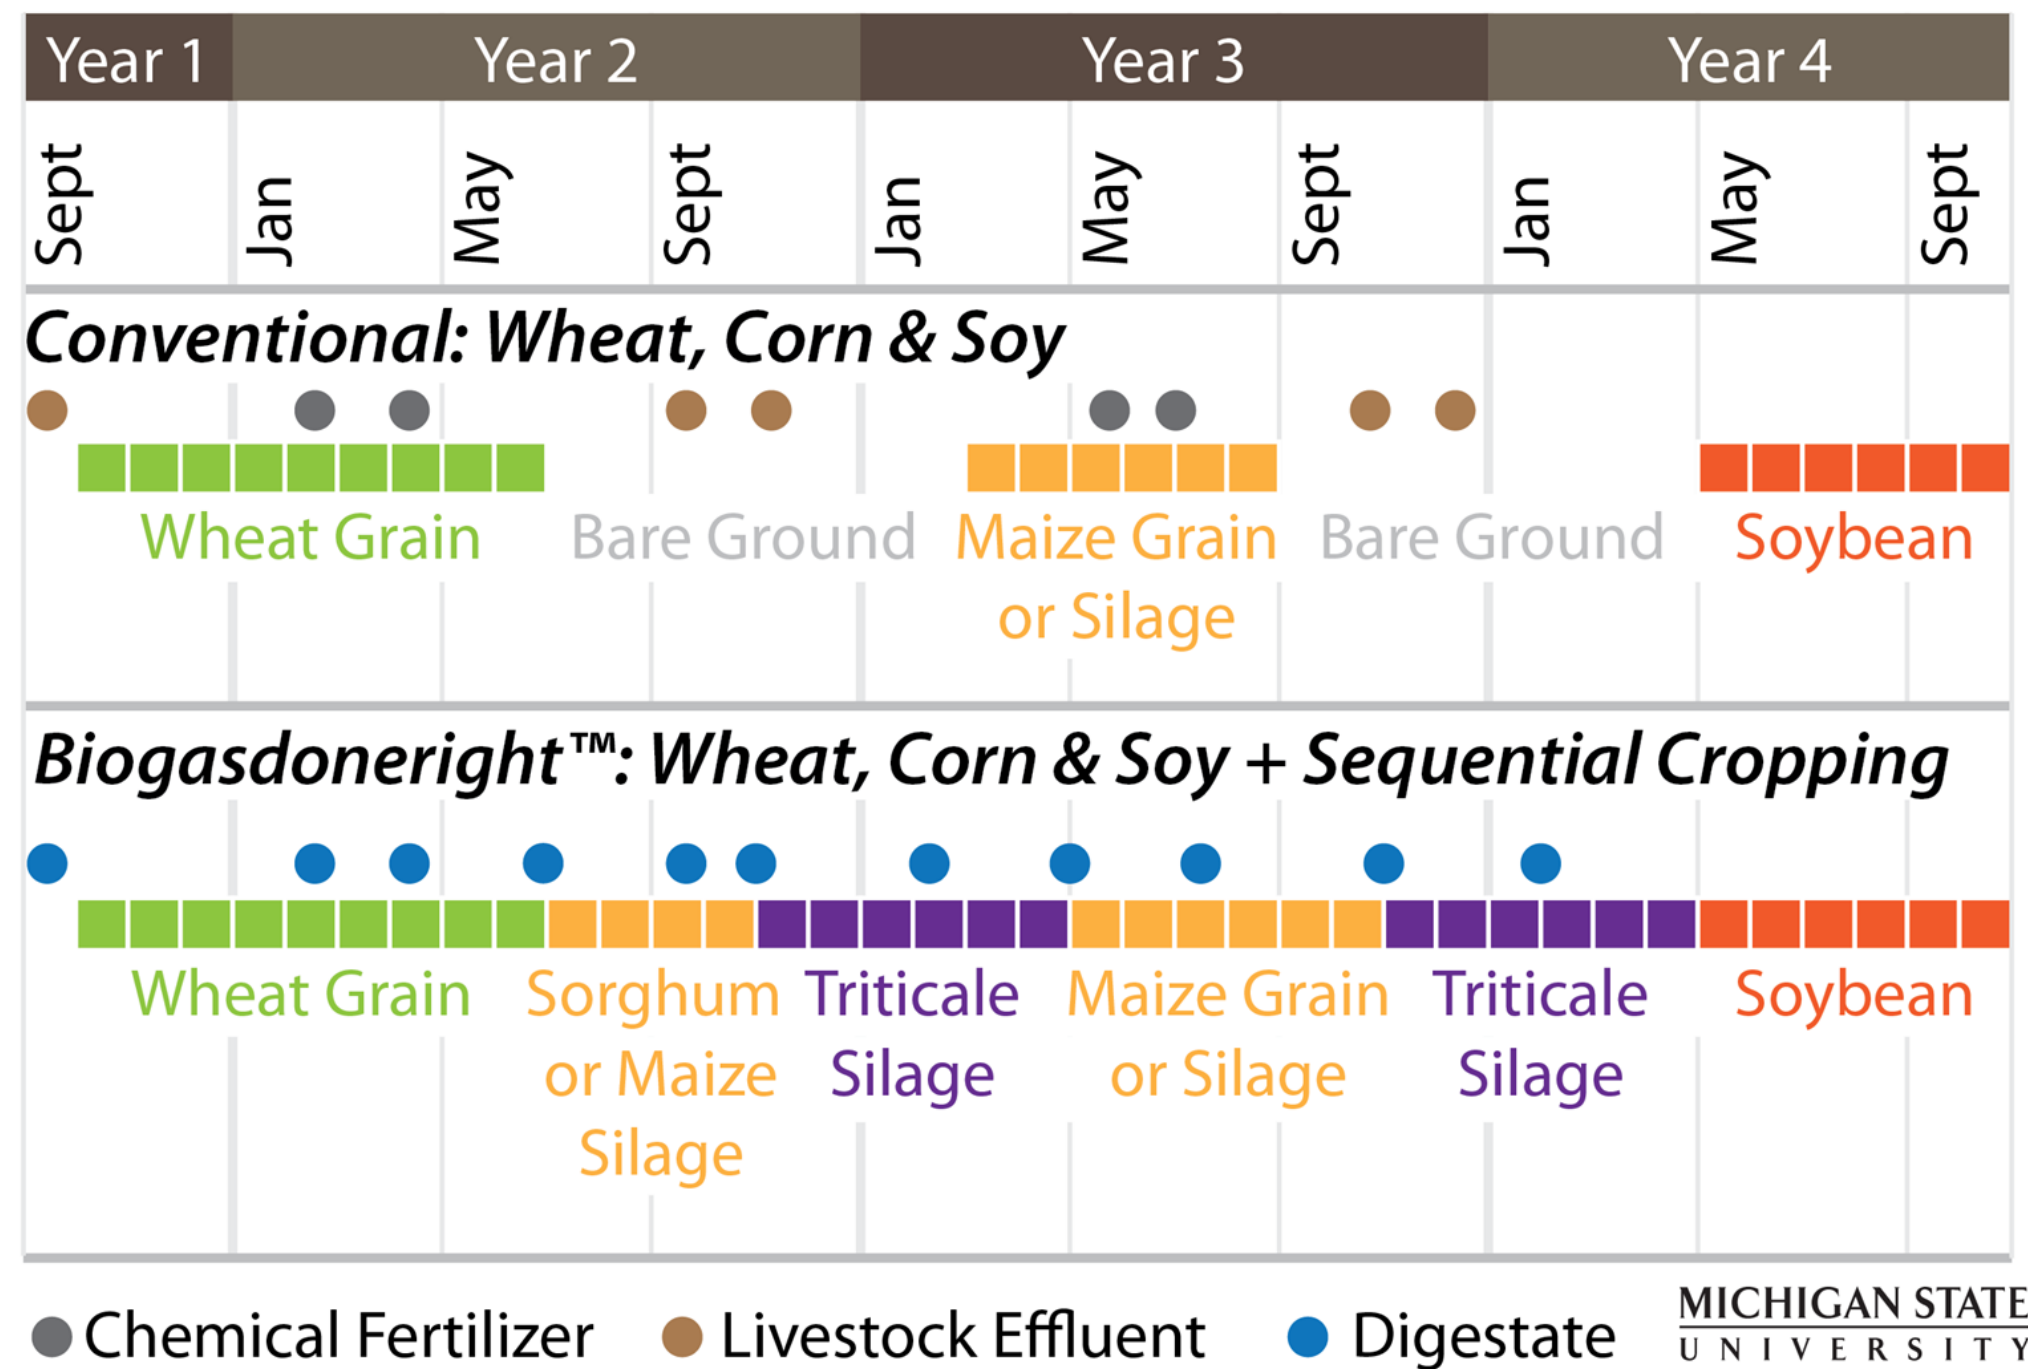 Year 1 Year 2 Year 3 Year 4
Sept Jan May Sept Jan May Sept Jan May Sept
Conventional: Wheat, Corn & Soy
Wheat Grain Bare Ground Maize Grain Bare Ground Soybean
or Silage
Biogasdoneright™: Wheat, Corn & Soy + Sequential Cropping
Wheat Grain Sorghum Triticale Maize Grain Triticale Soybean
or Maize Silage or Silage Silage
Silage
Chemical Fertilizer Livestock Effluent Digestate
MICHIGAN STATE
UNIVERSITY